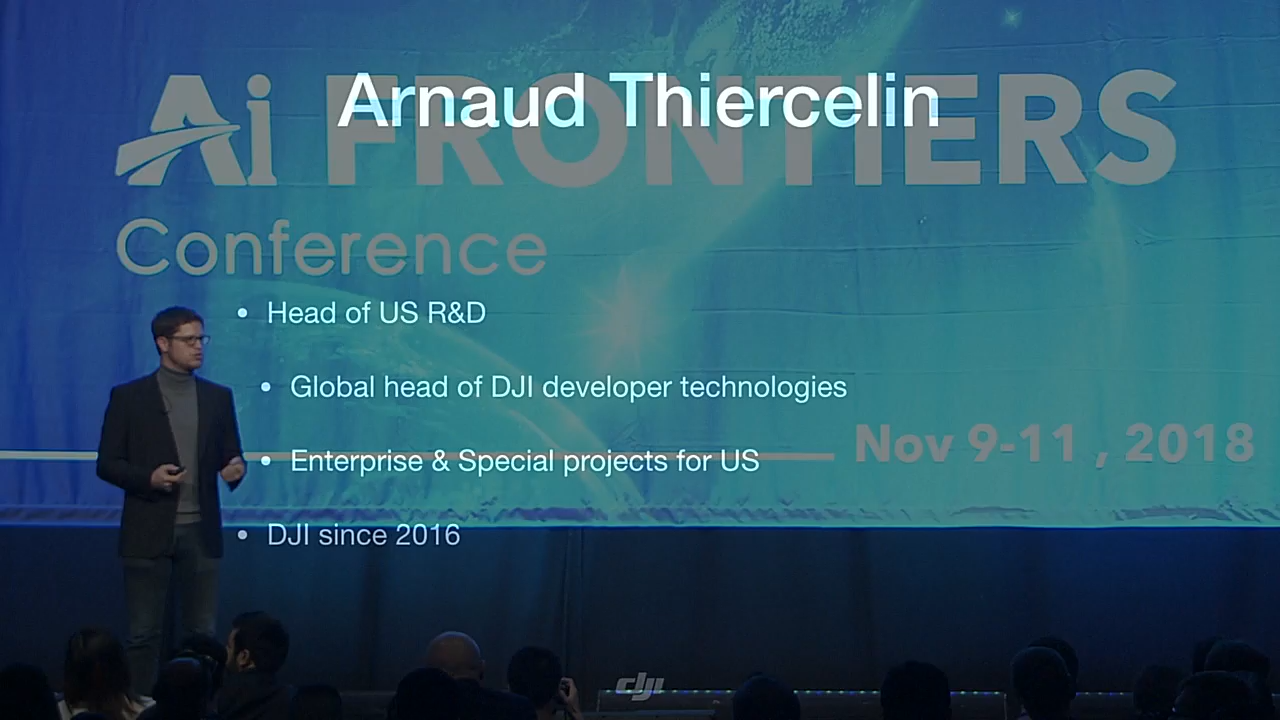 Arnaud Thiercelin
Ai FRONTIERS
Conference
• Head of US R&D
• Global head of DJI developer technologies
Nov 9-11 , 2018
• Enterprise & Special projects for US
• DJI since 2016
dji